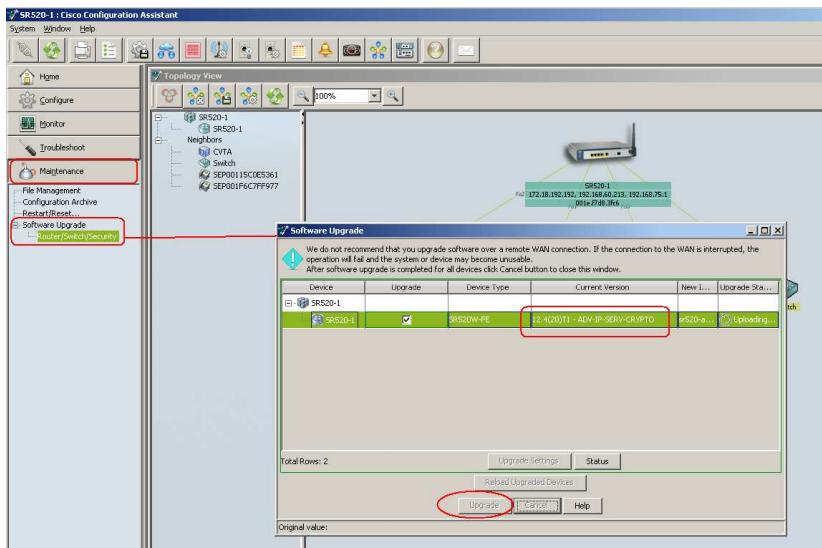 SR520-1 : Cisco Configuration Assistant
System Window Help
Home
Configure
Monitor
Troubleshoot
Maintenance
File Management
Configuration Archive
Restart/Reset...
Software Upgrade
Router/Switch/Security
Topology View
100%
SR520-1
SR520-1
Neighbors
CVTA
Switch
SEP00115C0E5361
SEP001F6C7FF977
SR520-1
172.18.192.192, 192.168.60.213, 192.168.75.1
Software Upgrade
We do not recommend that you upgrade software over a remote WAN connection. If the connection to the WAN is interrupted, the
operation will fail and the system or device may become unusable.
After software upgrade is completed for all devices click Cancel button to close this window.
Device Upgrade Device Type Current Version New I... Upgrade Sta...
SR520-1
SR520-1 SR520W-FE 12.4(20)T1 - ADV-IP-SERV-CRYPTO sr520-a... Uploading...
Total Rows: 2 Upgrade Settings Status
Reload Upgraded Devices
Upgrade Cancel Help
Original value: